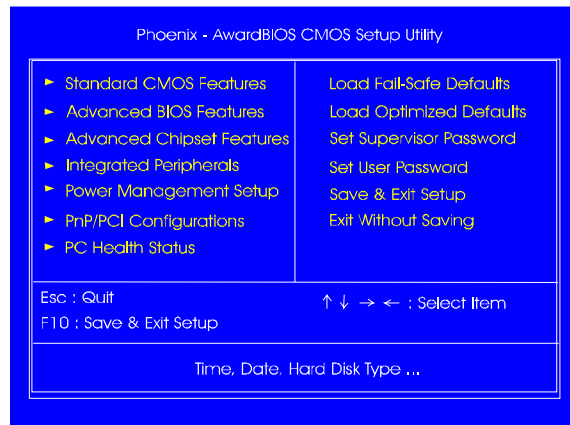 Phoenix - AwardBIOS CMOS Setup Utility
► Standard CMOS Features
► Advanced BIOS Features
► Advanced Chipset Features
► Integrated Peripherals
► Power Management Setup
► PnP/PCI Configurations
► PC Health Status
Load Fail-Safe Defaults
Load Optimized Defaults
Set Supervisor Password
Set User Password
Save & Exit Setup
Exit Without Saving
Esc : Quit
F10 : Save & Exit Setup
↑ ↓ → ← : Select Item
Time, Date, Hard Disk Type ...